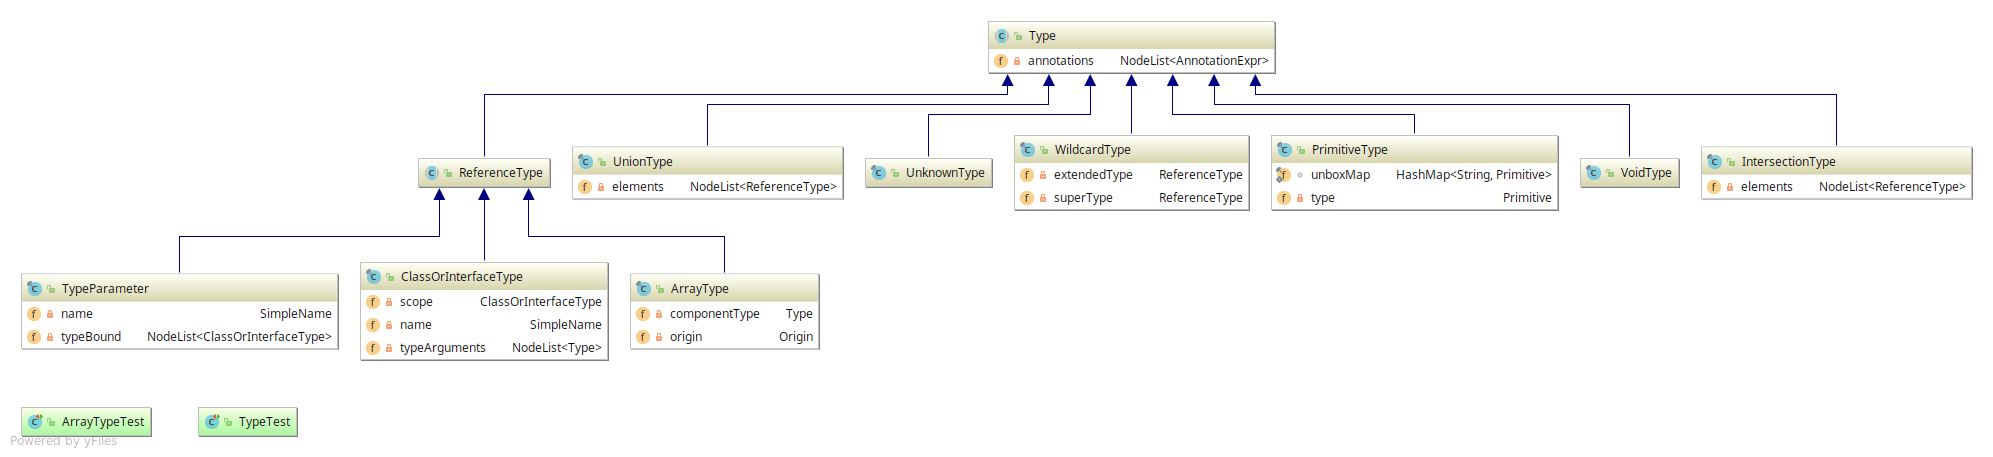 Type
annotations NodeList<AnnotationExpr>
ReferenceType
UnionType
elements NodeList<ReferenceType>
UnknownType
WildcardType
extendedType ReferenceType
superType ReferenceType
PrimitiveType
unboxMap HashMap<String, Primitive>
type Primitive
VoidType
IntersectionType
elements NodeList<ReferenceType>
TypeParameter
name SimpleName
typeBound NodeList<ClassOrInterfaceType>
ClassOrInterfaceType
scope ClassOrInterfaceType
name SimpleName
typeArguments NodeList<Type>
ArrayType
componentType Type
origin Origin
ArrayTypeTest
TypeTest
Powered by yFiles